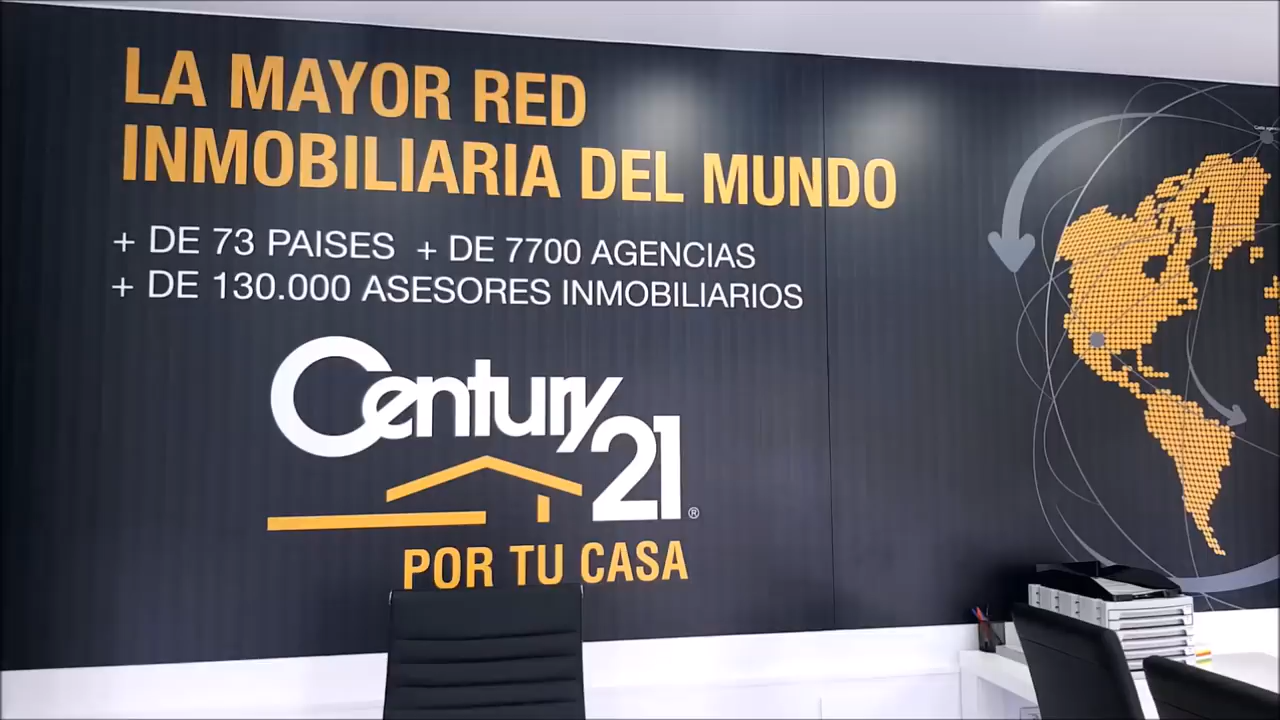 LA MAYOR RED
INMOBILIARIA DEL MUNDO
+ DE 73 PAISES + DE 7700 AGENCIAS
+ DE 130.000 ASESORES INMOBILIARIOS
Century
21®
POR TU CASA